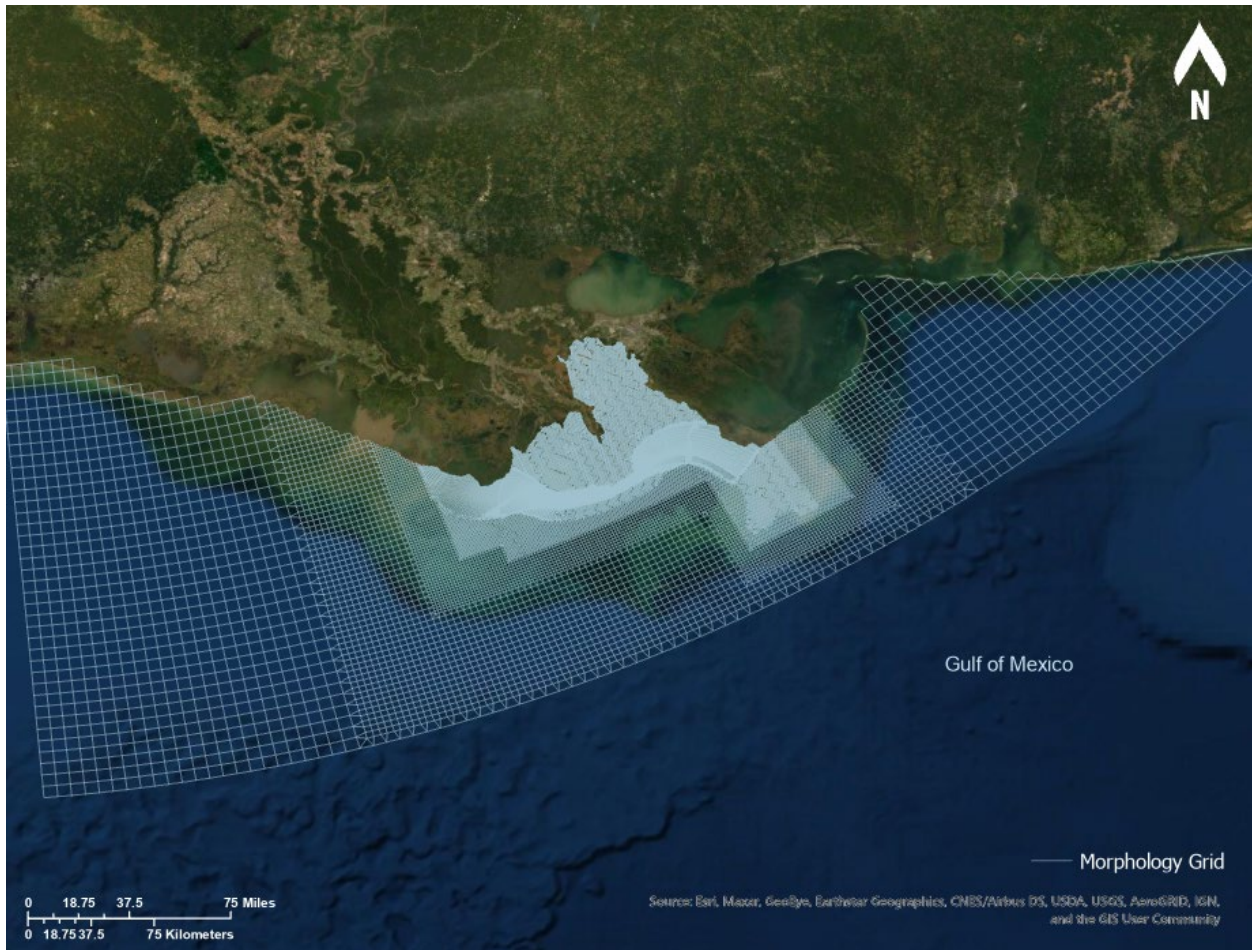 N
Gulf of Mexico
Morphology Grid
0 18.75 37.5 75 Miles
0 18.75 37.5 75 Kilometers
Source: Esri, Maxar, GeoEye, Earthstar Geographics, CNES/Airbus DS, USDA, USGS, AeroGRID, IGN,
and the GIS User Community